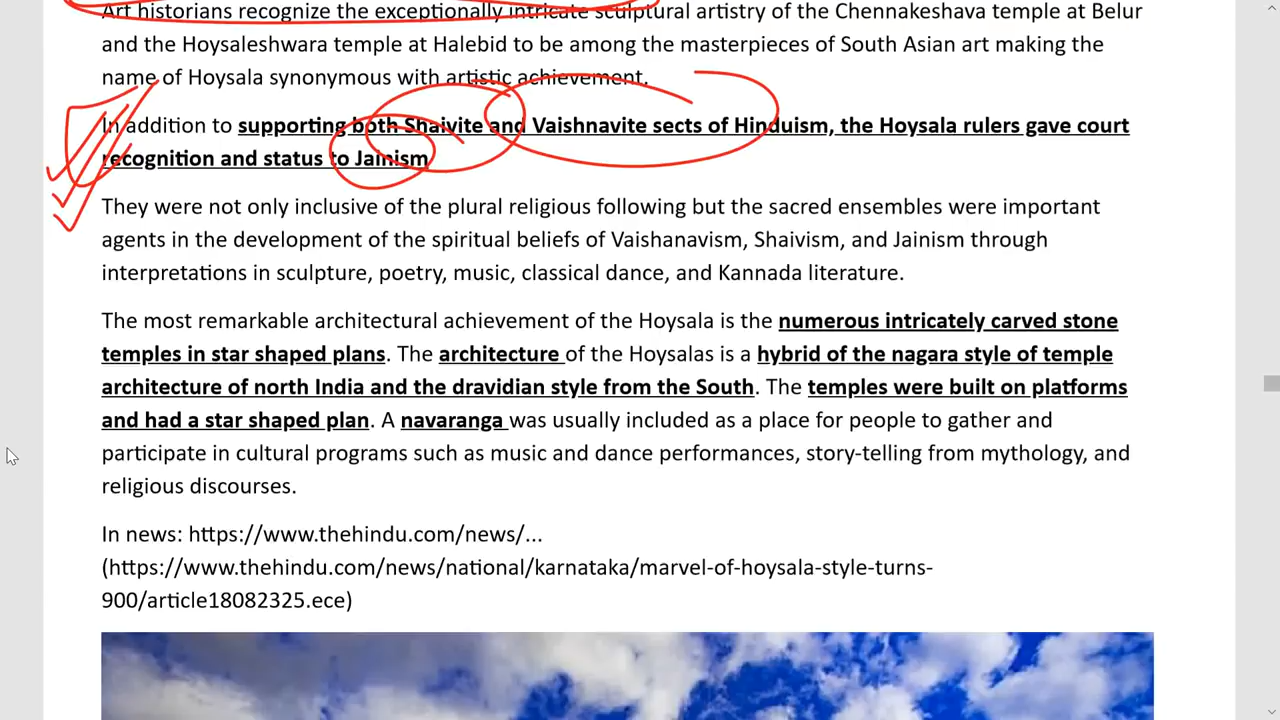 Art historians recognize the exceptionally intricate sculptural artistry of the Chennakeshava temple at Belur
and the Hoysaleshwara temple at Halebid to be among the masterpieces of South Asian art making the
name of Hoysala synonymous with artistic achievement.
In addition to supporting both Shaivite and Vaishnavite sects of Hinduism, the Hoysala rulers gave court
recognition and status to Jainism
They were not only inclusive of the plural religious following but the sacred ensembles were important
agents in the development of the spiritual beliefs of Vaishanavism, Shaivism, and Jainism through
interpretations in sculpture, poetry, music, classical dance, and Kannada literature.
The most remarkable architectural achievement of the Hoysala is the numerous intricately carved stone
temples in star shaped plans. The architecture of the Hoysalas is a hybrid of the nagara style of temple
architecture of north India and the dravidian style from the South. The temples were built on platforms
and had a star shaped plan. A navaranga was usually included as a place for people to gather and
participate in cultural programs such as music and dance performances, story-telling from mythology, and
religious discourses.
In news: https://www.thehindu.com/news/...
(https://www.thehindu.com/news/national/karnataka/marvel-of-hoysala-style-turns-
900/article18082325.ece)